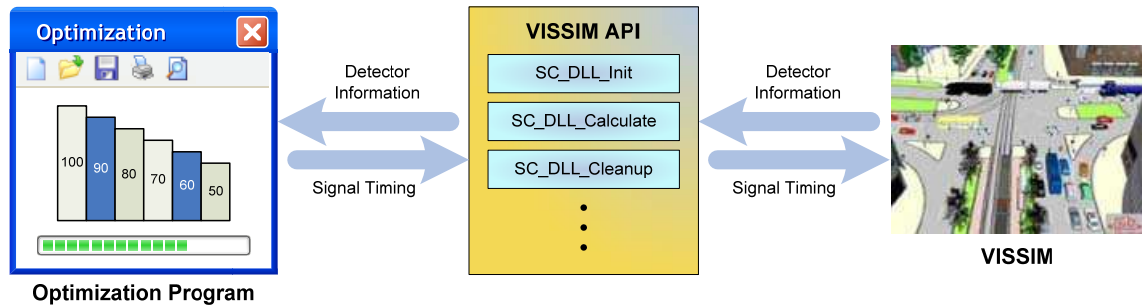 Optimization
100
90
80
70
60
50
Optimization Program
Detector
Information
Signal Timing
VISSIM API
SC_DLL_Init
SC_DLL_Calculate
SC_DLL_Cleanup
Detector
Information
Signal Timing
VISSIM